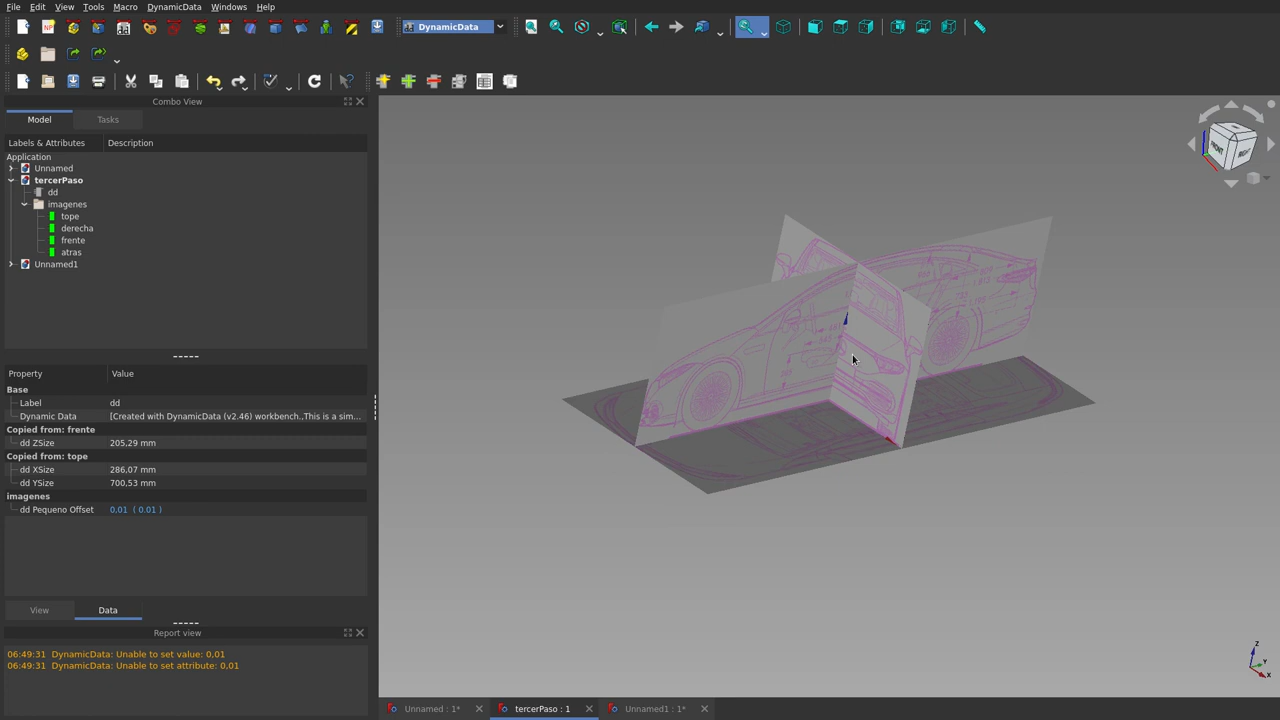 File Edit View Tools Macro DynamicData Windows Help
DynamicData
Combo View
Model Tasks
Labels & Attributes Description
Application
Unnamed
tercerPaso
dd
imagenes
tope
derecha
frente
atras
Unnamed1
Property Value
Base
Label dd
Dynamic Data [Created with DynamicData (v2.46) workbench.,This is a sim...
Copied from: frente
dd ZSize 205,29 mm
Copied from: tope
dd XSize 286,07 mm
dd YSize 700,53 mm
imagenes
dd Pequeno Offset 0,01 ( 0.01 )
View Data
Report view
06:49:31 DynamicData: Unable to set value: 0,01
06:49:31 DynamicData: Unable to set attribute: 0,01
FRONT RIGHT
Z
Y
X
Unnamed : 1* tercerPaso : 1 Unnamed1 : 1*